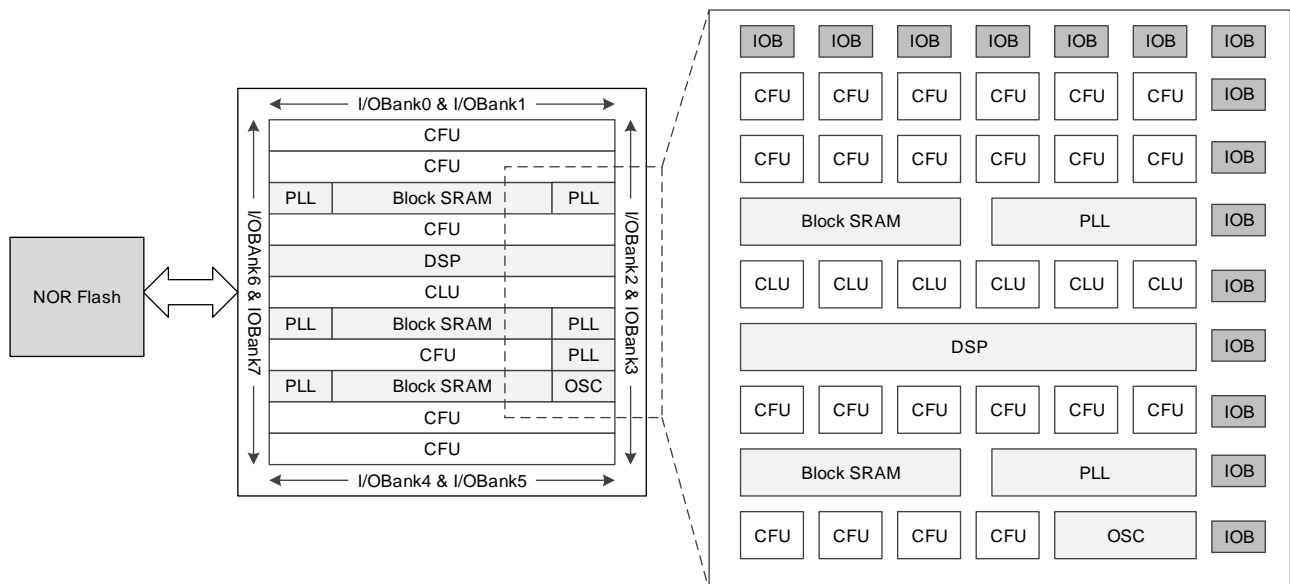 NOR Flash
I/OBank0 & I/OBank1
I/OBAnk6 & IOBank7
I/OBank2 & IOBank3
CFU
CFU
PLL Block SRAM PLL
CFU
DSP
CLU
PLL Block SRAM PLL
CFU PLL
PLL Block SRAM OSC
CFU
CFU
I/OBank4 & I/OBank5
IOB IOB IOB IOB IOB IOB IOB
CFU CFU CFU CFU CFU CFU IOB
CFU CFU CFU CFU CFU CFU IOB
Block SRAM PLL IOB
CLU CLU CLU CLU CLU CLU IOB
DSP IOB
CFU CFU CFU CFU CFU CFU IOB
Block SRAM PLL IOB
CFU CFU CFU CFU OSC IOB